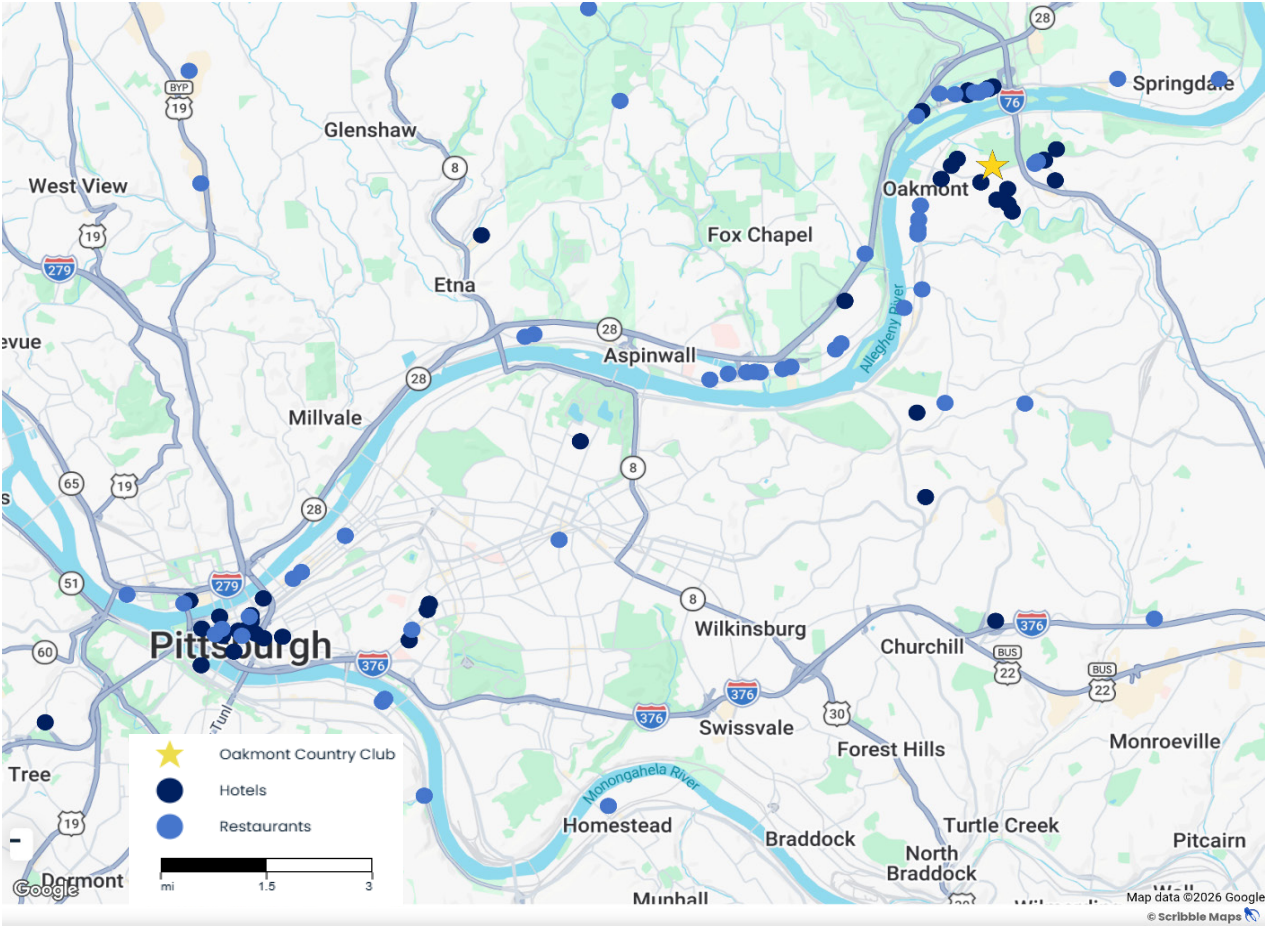 28
Springdale
BYP
19
76
Glenshaw
8
West View
Oakmont
19
Fox Chapel
279
Etna
Allegheny River
28
evue
Aspinwall
28
Millvale
8
65
19
s
28
279
51
8
Wilkinsburg
376
Pittsburgh
Churchill
60
376
BUS
22
BUS
22
376
376
30
Tunl
Swissvale
Forest Hills
Monroeville
Oakmont Country Club
Tree
Hotels
Monongahela River
19
Restaurants
Homestead
Braddock
Turtle Creek
Pitcairn
North
Braddock
mi 1.5 3
Dormont
Google
Munhall
Map data ©2026 Google
© Scribble Maps